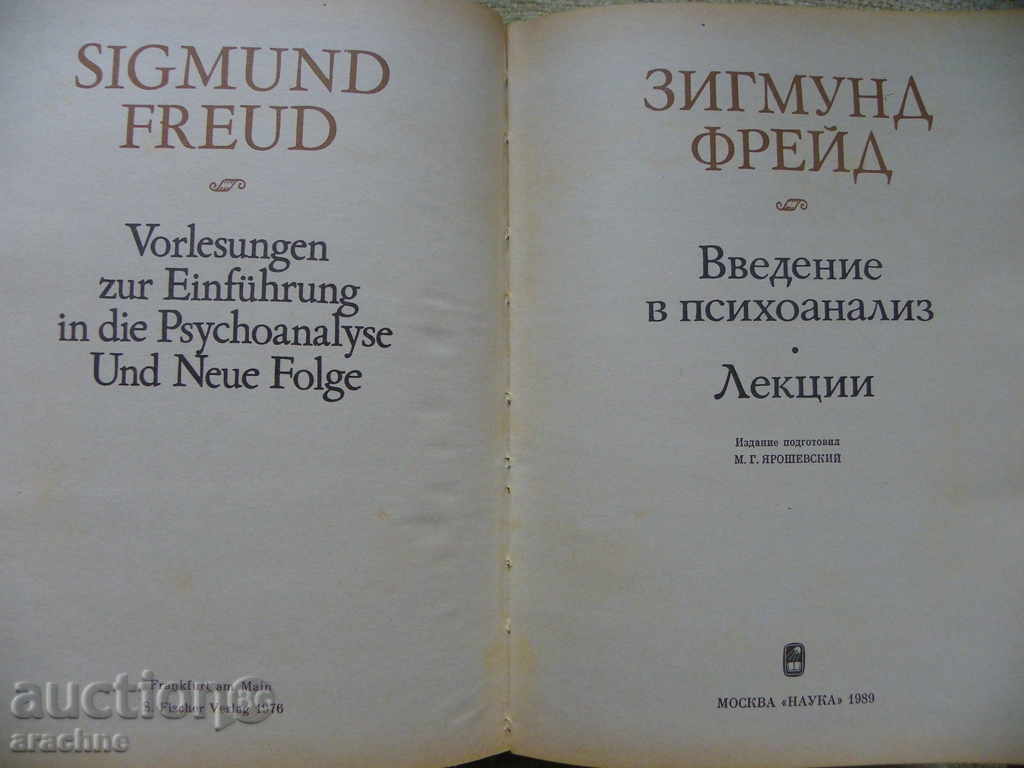 SIGMUND
FREUD
Vorlesungen
zur Einführung
in die Psychoanalyse
Und Neue Folge
Frankfurt am Main
S. Fischer Verlag 1976
ЗИГМУНД
ФРЕЙД
Введение
в психоанализ
·
Лекции
Издание подготовил
М. Г. ЯРОШЕВСКИЙ
МОСКВА «НАУКА» 1989
auction
arachne